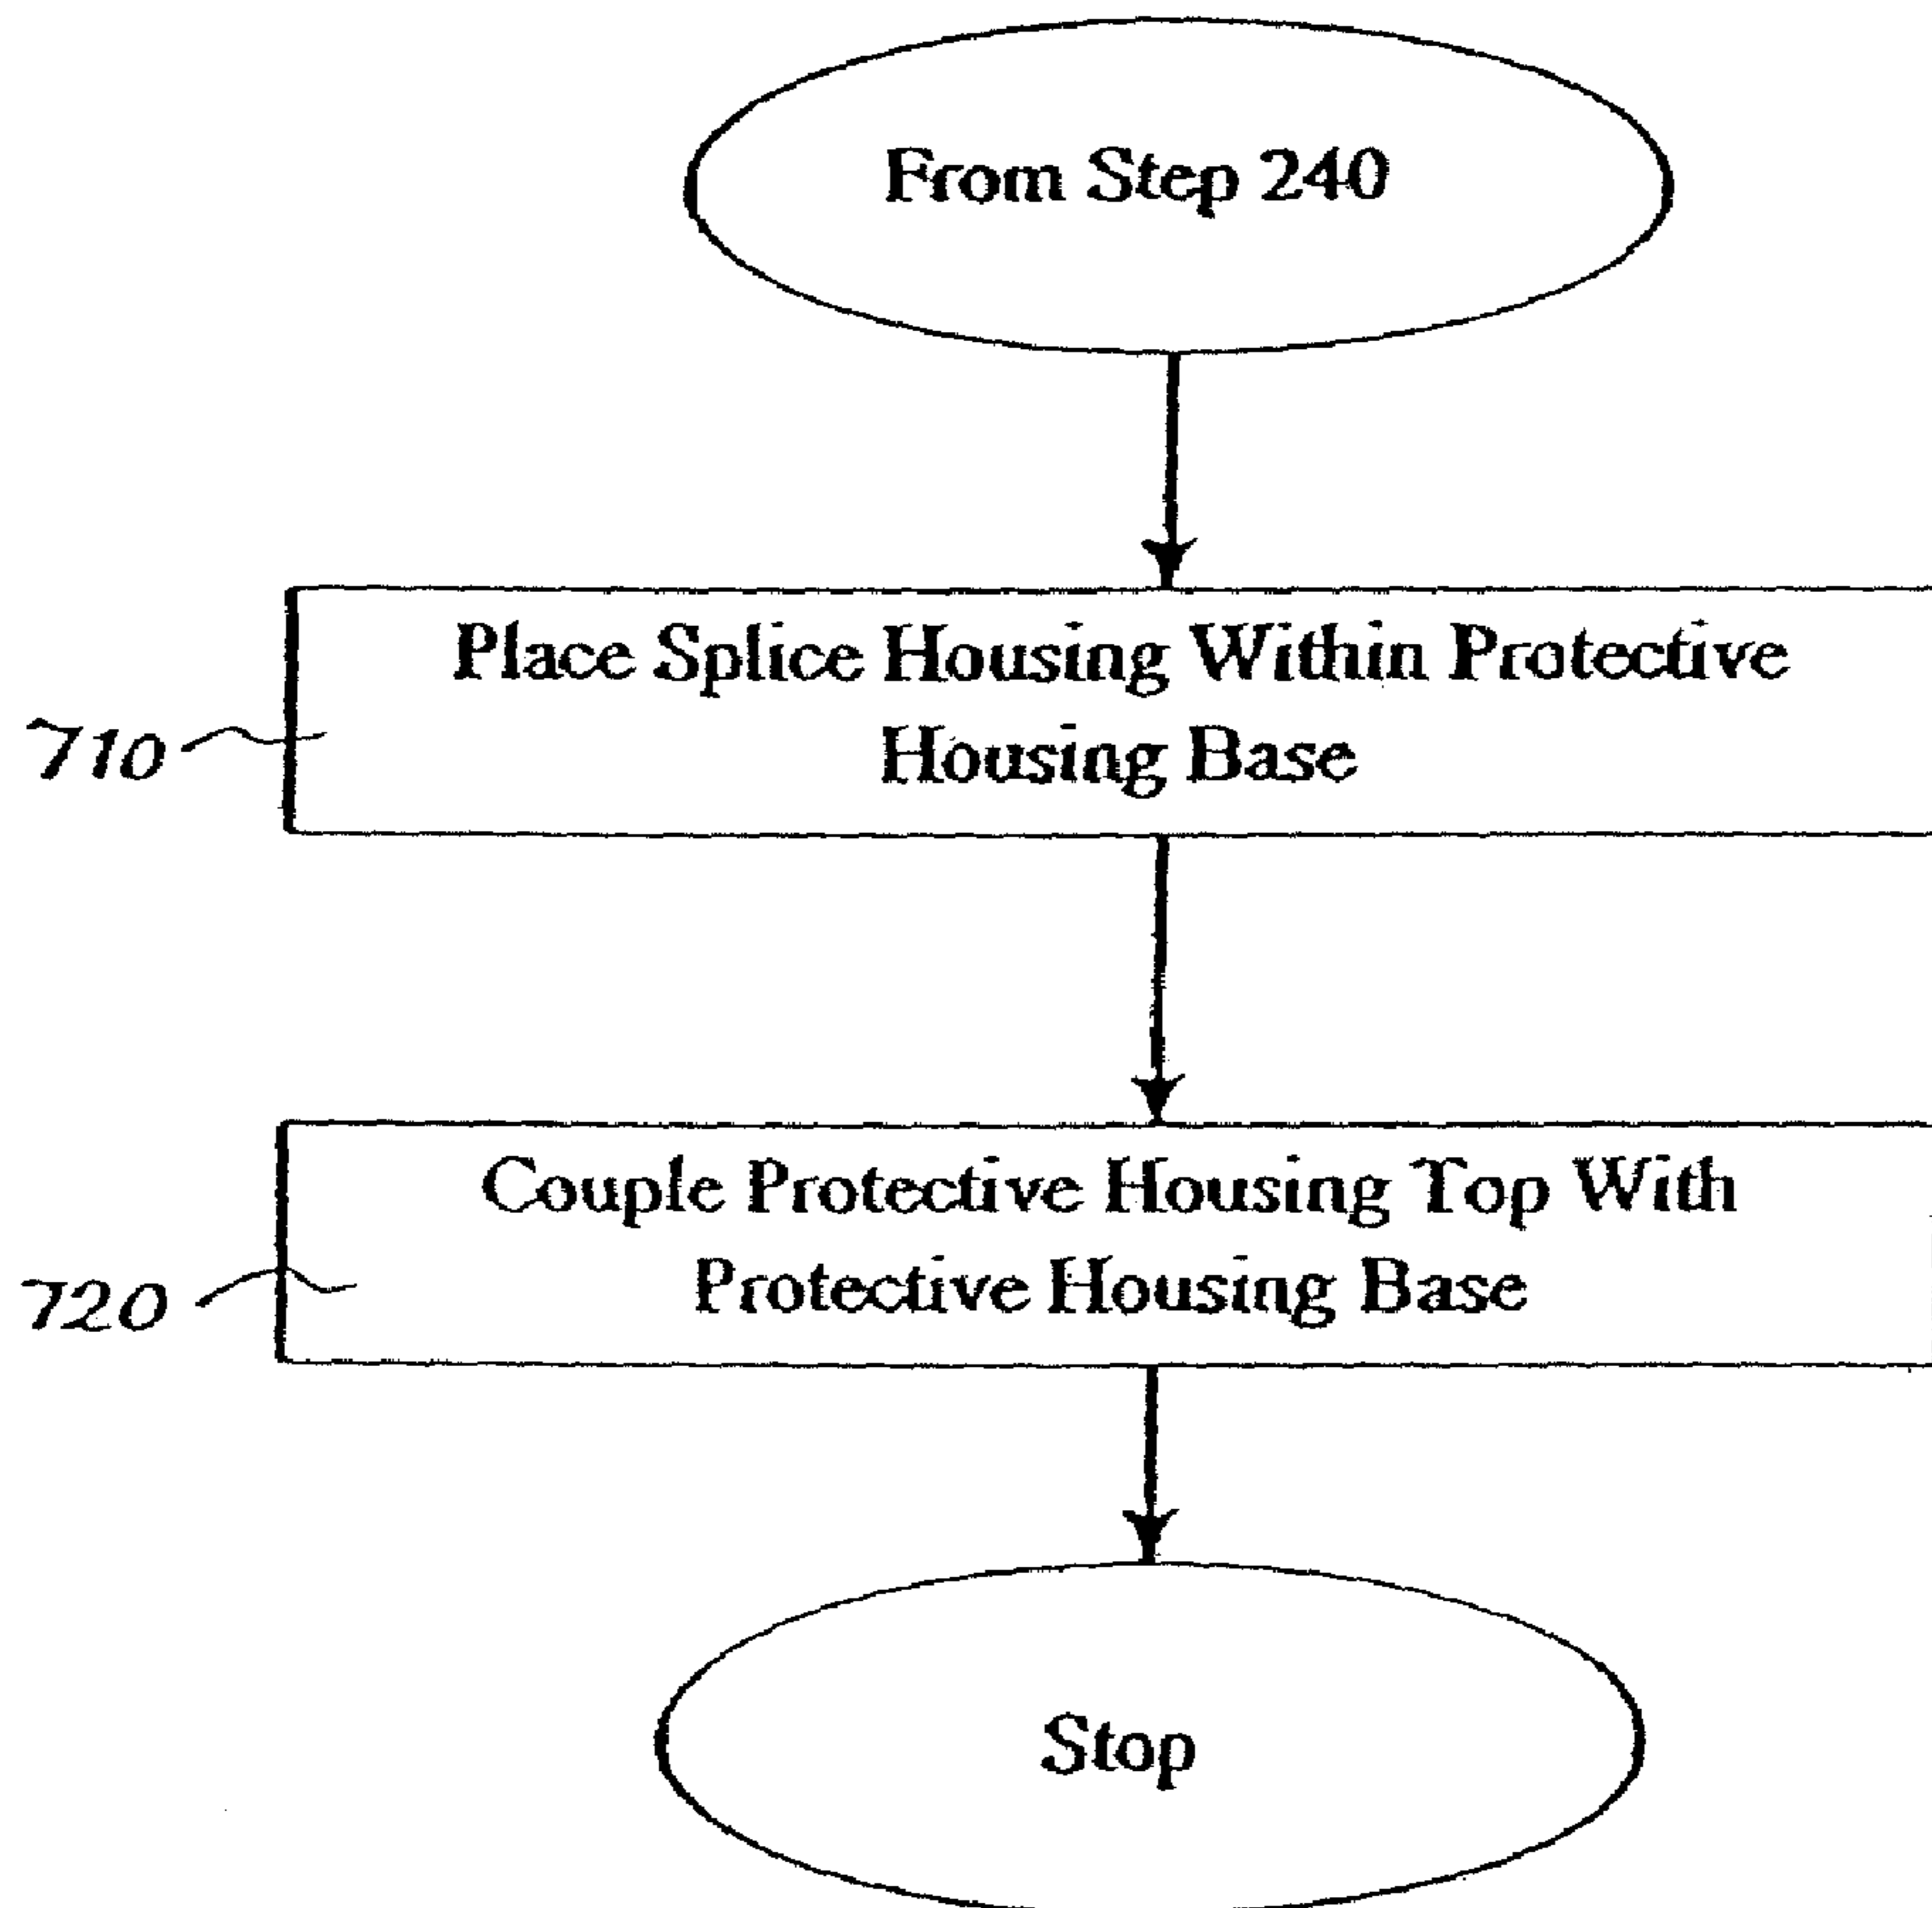 From Step 240
Place Splice Housing Within Protective
Housing Base
710
Couple Protective Housing Top With
Protective Housing Base
720
Stop